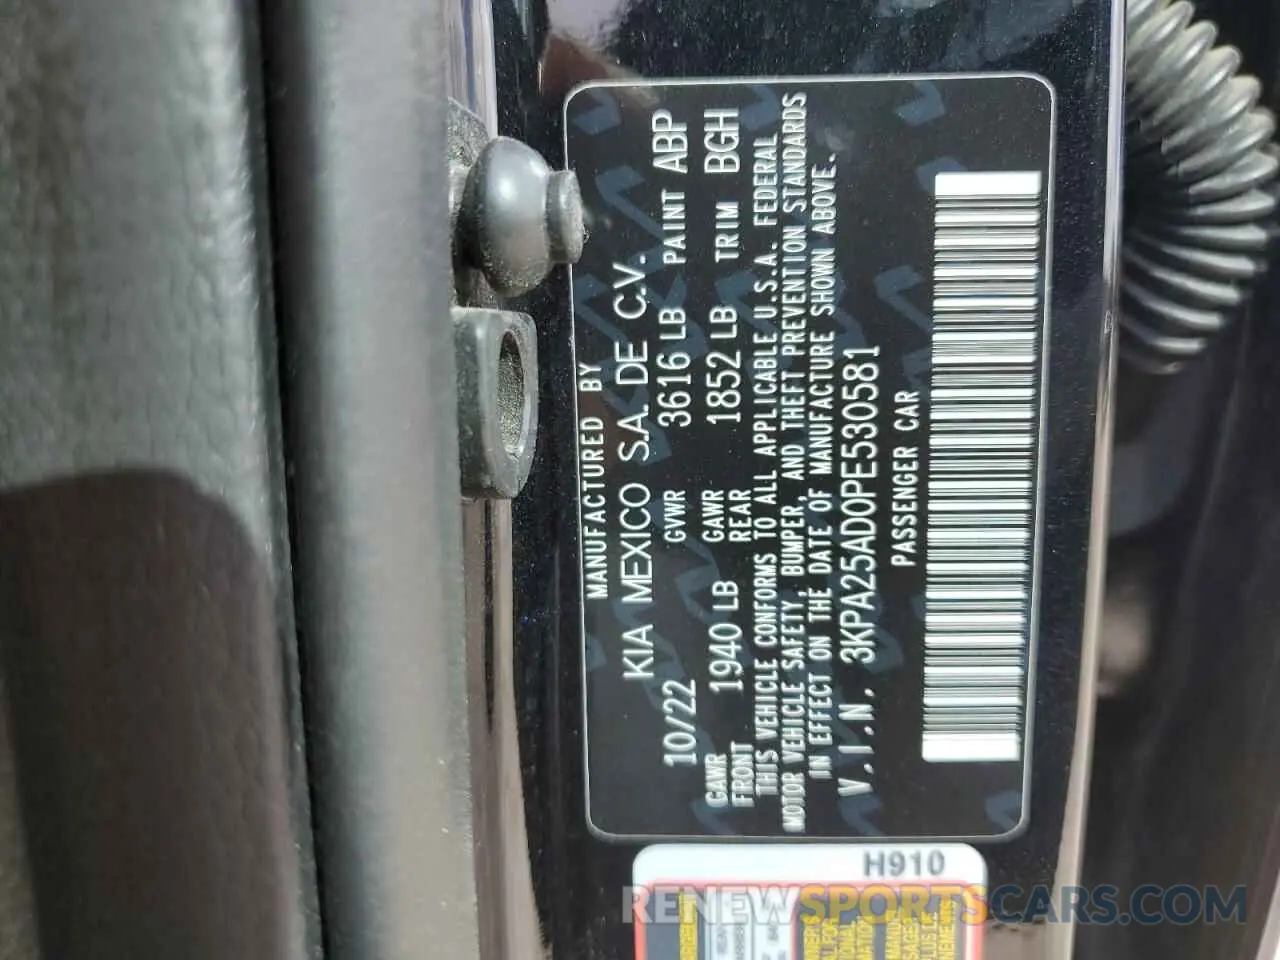 MANUFACTURED BY
KIA MEXICO S.A. DE C.V.
10/22 GVWR 3616 LB PAINT ABP
GAWR FRONT 1940 LB GAWR REAR 1852 LB TRIM BGH
THIS VEHICLE CONFORMS TO ALL APPLICABLE U.S.A. FEDERAL
MOTOR VEHICLE SAFETY, BUMPER, AND THEFT PREVENTION STANDARDS
IN EFFECT ON THE DATE OF MANUFACTURE SHOWN ABOVE.
V.I.N. 3KPA25AD0PE530581
PASSENGER CAR
H910
RENEWSPORTSCARS.COM